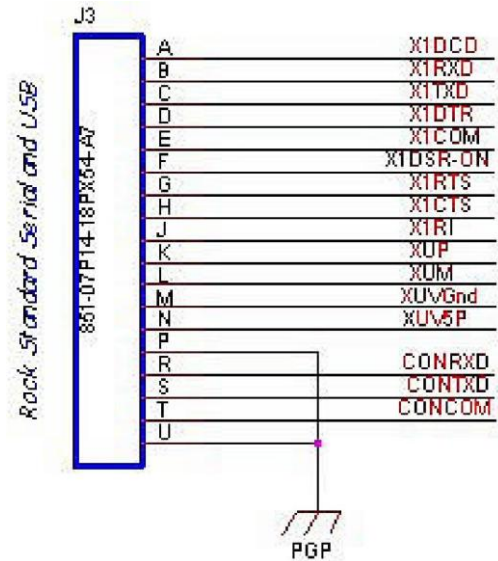 J3
Rock Standard Serial and USB
851-07P14-18PX54-A7
A X1DCD
B X1RXD
C X1TXD
D X1DTR
E X1COM
F X1DSR-ON
G X1RTS
H X1CTS
J X1RI
K XUP
L XUM
M XUVGnd
N XUV5P
P
R CONRXD
S CONTXD
T CONCOM
U
PGP